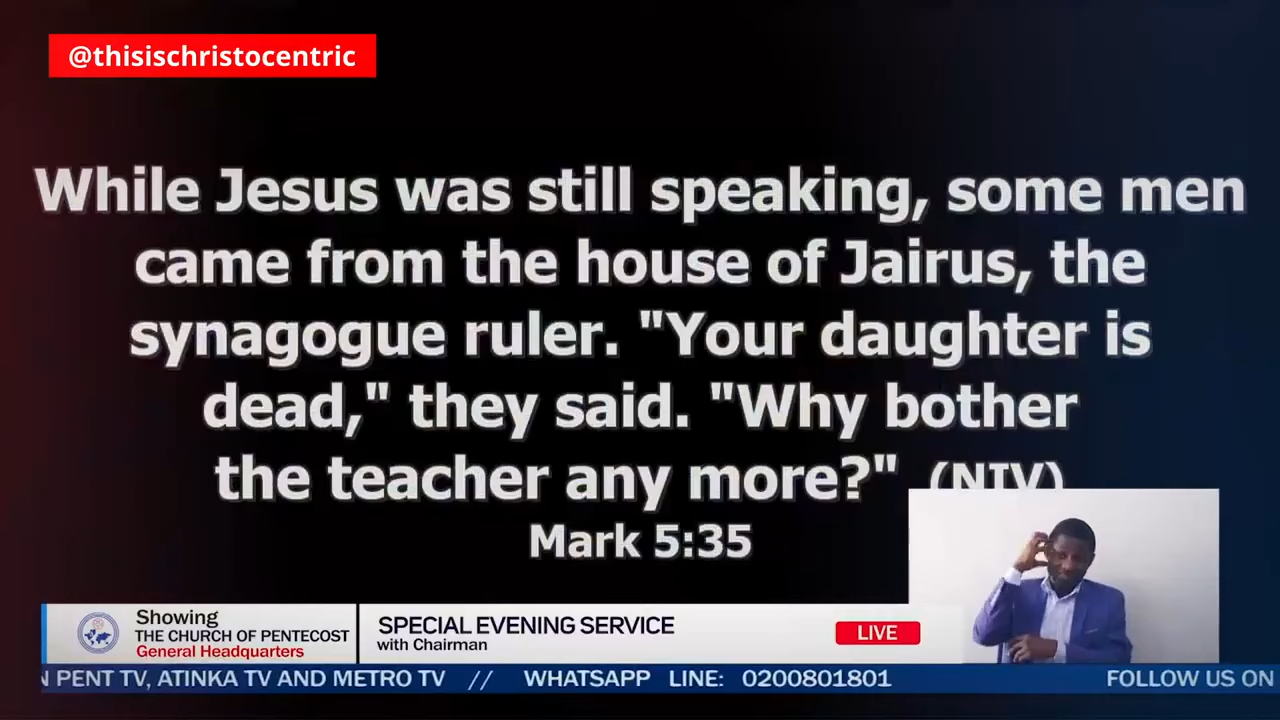 @thisischristocentric
While Jesus was still speaking, some men
came from the house of Jairus, the
synagogue ruler. "Your daughter is
dead," they said. "Why bother
the teacher any more?" (NIV)
Mark 5:35
Showing
THE CHURCH OF PENTECOST
General Headquarters
SPECIAL EVENING SERVICE
with Chairman
LIVE
PENT TV, ATINKA TV AND METRO TV // WHATSAPP LINE: 0200801801 FOLLOW US ON